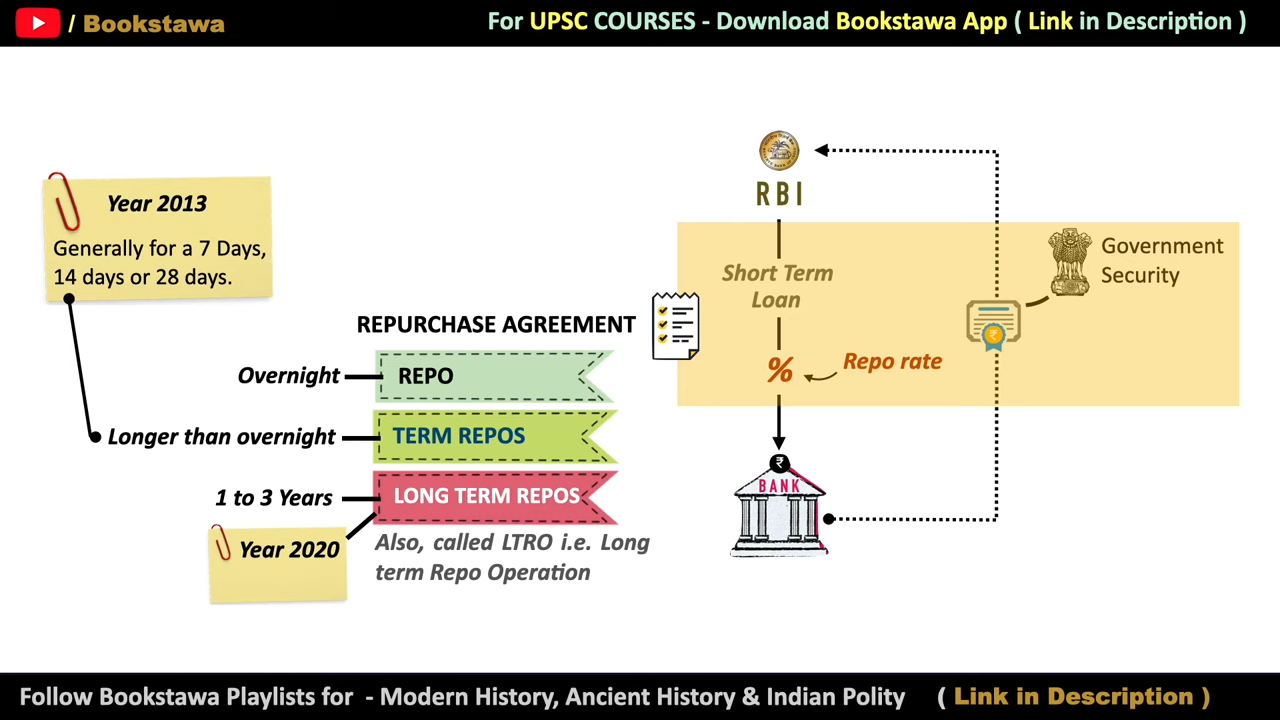 / Bookstawa
For UPSC COURSES - Download Bookstawa App ( Link in Description )
Year 2013
Generally for a 7 Days,
14 days or 28 days.
REPURCHASE AGREEMENT
Overnight
REPO
Longer than overnight
TERM REPOS
1 to 3 Years
LONG TERM REPOS
Year 2020
Also, called LTRO i.e. Long
term Repo Operation
RBI
Short Term
Loan
%
Repo rate
Government
Security
₹
₹
BANK
Follow Bookstawa Playlists for - Modern History, Ancient History & Indian Polity ( Link in Description )